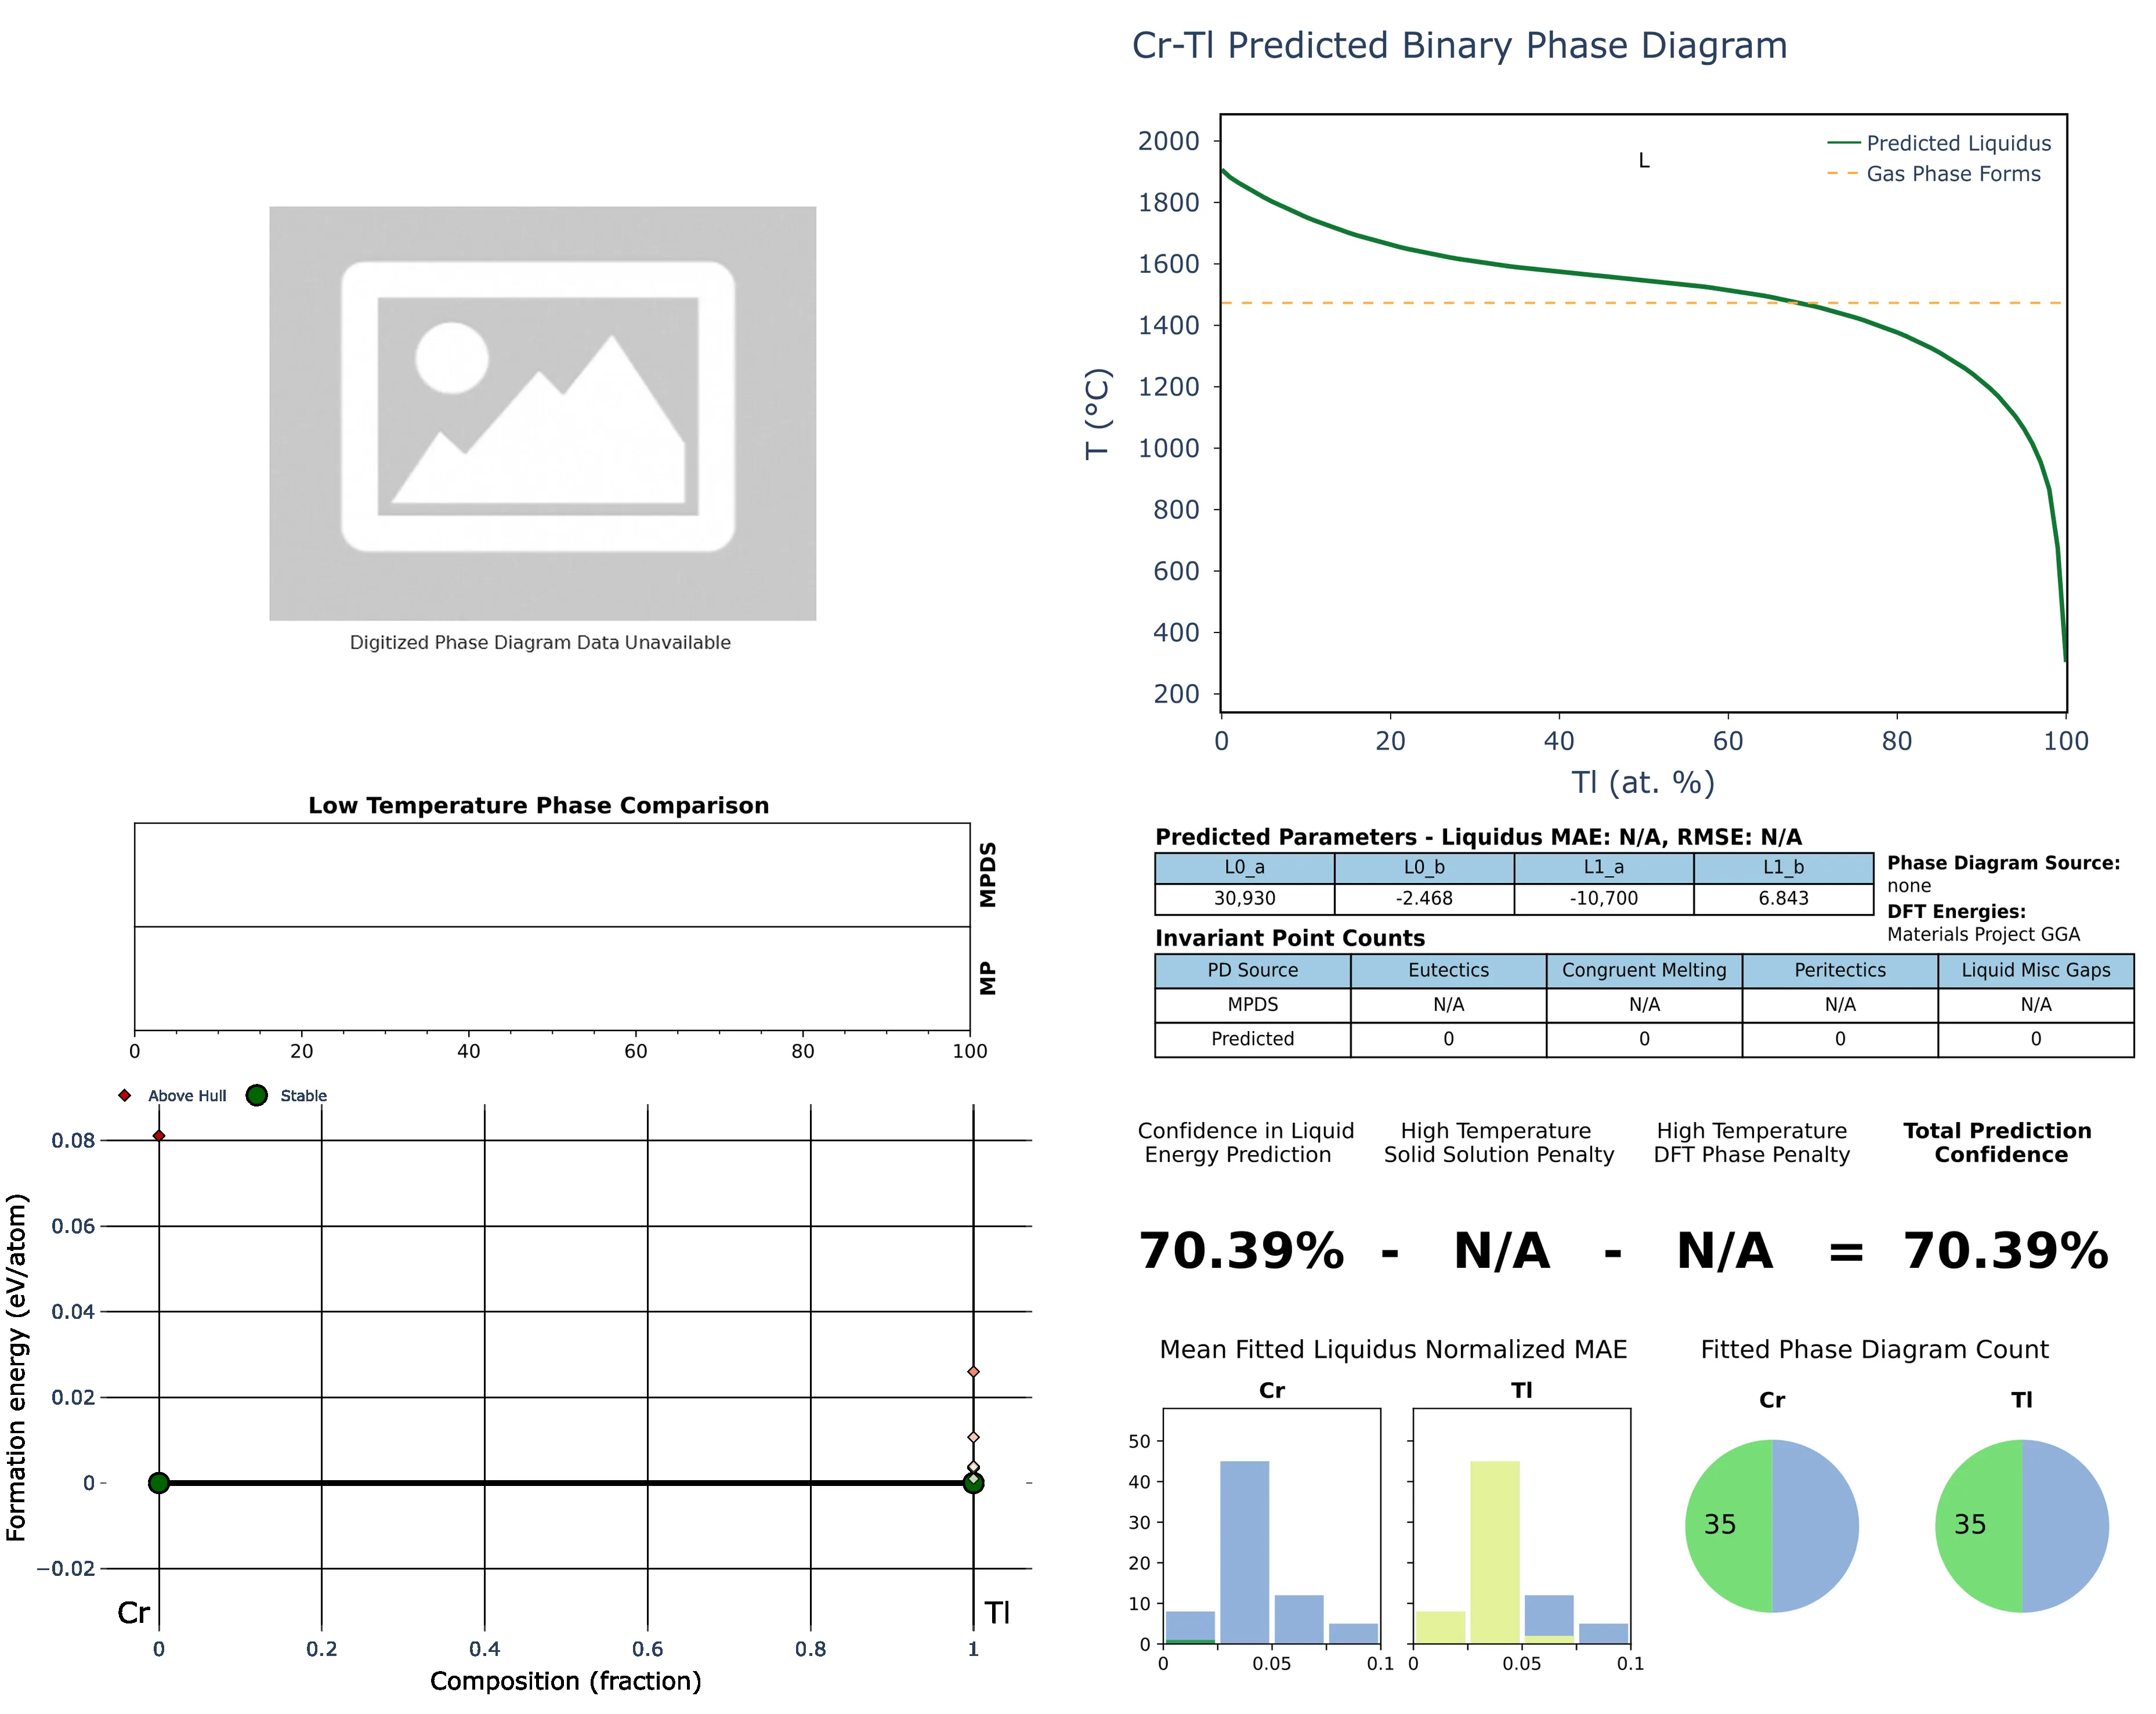 Digitized Phase Diagram Data Unavailable
Cr-Tl Predicted Binary Phase Diagram
2000
1800
1600
1400
1200
1000
800
600
400
200
T (°C)
L
Predicted Liquidus
Gas Phase Forms
0 20 40 60 80 100
Tl (at. %)
Low Temperature Phase Comparison
MPDS
MP
0 20 40 60 80 100
Predicted Parameters - Liquidus MAE: N/A, RMSE: N/A
L0_a L0_b L1_a L1_b
30,930 -2.468 -10,700 6.843
Phase Diagram Source:
none
DFT Energies:
Materials Project GGA
Invariant Point Counts
PD Source Eutectics Congruent Melting Peritectics Liquid Misc Gaps
MPDS N/A N/A N/A N/A
Predicted 0 0 0 0
Above Hull Stable
0.08
0.06
0.04
0.02
0
−0.02
Formation energy (eV/atom)
Cr Tl
0 0.2 0.4 0.6 0.8 1
Composition (fraction)
Confidence in Liquid
Energy Prediction
High Temperature
Solid Solution Penalty
High Temperature
DFT Phase Penalty
Total Prediction
Confidence
70.39% - N/A - N/A = 70.39%
Mean Fitted Liquidus Normalized MAE
Cr Tl
50
40
30
20
10
0
0 0.05 0.1 0 0.05 0.1
Fitted Phase Diagram Count
Cr Tl
35 35